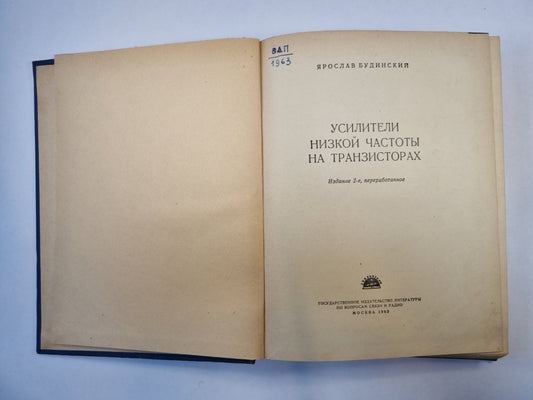 ВДП
1963
ЯРОСЛАВ БУДИНСКИЙ
УСИЛИТЕЛИ
НИЗКОЙ ЧАСТОТЫ
НА ТРАНЗИСТОРАХ
Издание 2-е, переработанное
ГОСУДАРСТВЕННОЕ ИЗДАТЕЛЬСТВО ЛИТЕРАТУРЫ
ПО ВОПРОСАМ СВЯЗИ И РАДИО
МОСКВА 1963